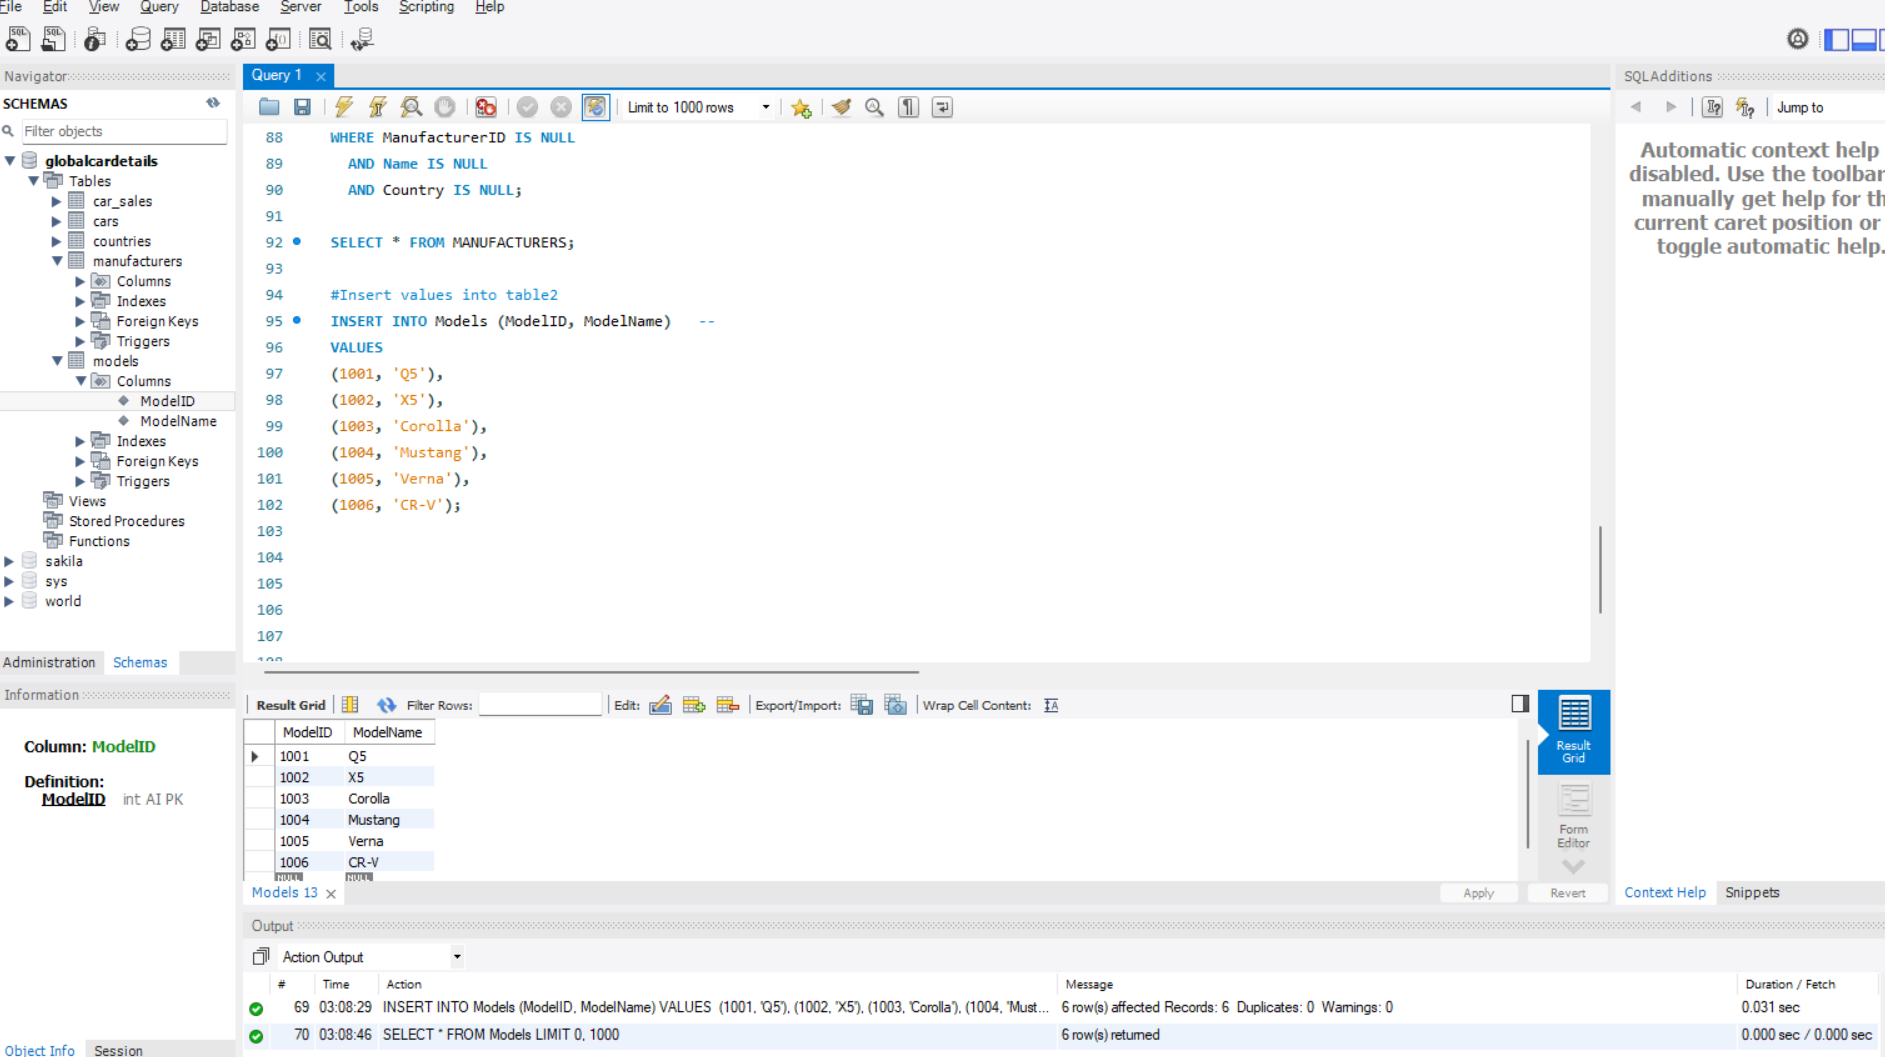 File Edit View Query Database Server Tools Scripting Help
Navigator
SCHEMAS
Filter objects
globalcardetails
Tables
car_sales
cars
countries
manufacturers
Columns
Indexes
Foreign Keys
Triggers
models
Columns
ModelID
ModelName
Indexes
Foreign Keys
Triggers
Views
Stored Procedures
Functions
sakila
sys
world
Administration Schemas
Information
Column: ModelID
Definition:
ModelID int AI PK
Object Info Session
Query 1
Limit to 1000 rows
88 WHERE ManufacturerID IS NULL
89 AND Name IS NULL
90 AND Country IS NULL;
91
92 SELECT * FROM MANUFACTURERS;
93
94 #Insert values into table2
95 INSERT INTO Models (ModelID, ModelName) --
96 VALUES
97 (1001, 'Q5'),
98 (1002, 'X5'),
99 (1003, 'Corolla'),
100 (1004, 'Mustang'),
101 (1005, 'Verna'),
102 (1006, 'CR-V');
103
104
105
106
107
108
Result Grid Filter Rows: Edit: Export/Import: Wrap Cell Content:
ModelID ModelName
1001 Q5
1002 X5
1003 Corolla
1004 Mustang
1005 Verna
1006 CR-V
NULL NULL
Result
Grid
Form
Editor
Models 13 Apply Revert
SQLAdditions
Jump to
Automatic context help
disabled. Use the toolbar
manually get help for th
current caret position or
toggle automatic help.
Context Help Snippets
Output
Action Output
# Time Action Message Duration / Fetch
69 03:08:29 INSERT INTO Models (ModelID, ModelName) VALUES (1001, 'Q5'), (1002, 'X5'), (1003, 'Corolla'), (1004, 'Must... 6 row(s) affected Records: 6 Duplicates: 0 Warnings: 0 0.031 sec
70 03:08:46 SELECT * FROM Models LIMIT 0, 1000 6 row(s) returned 0.000 sec / 0.000 sec